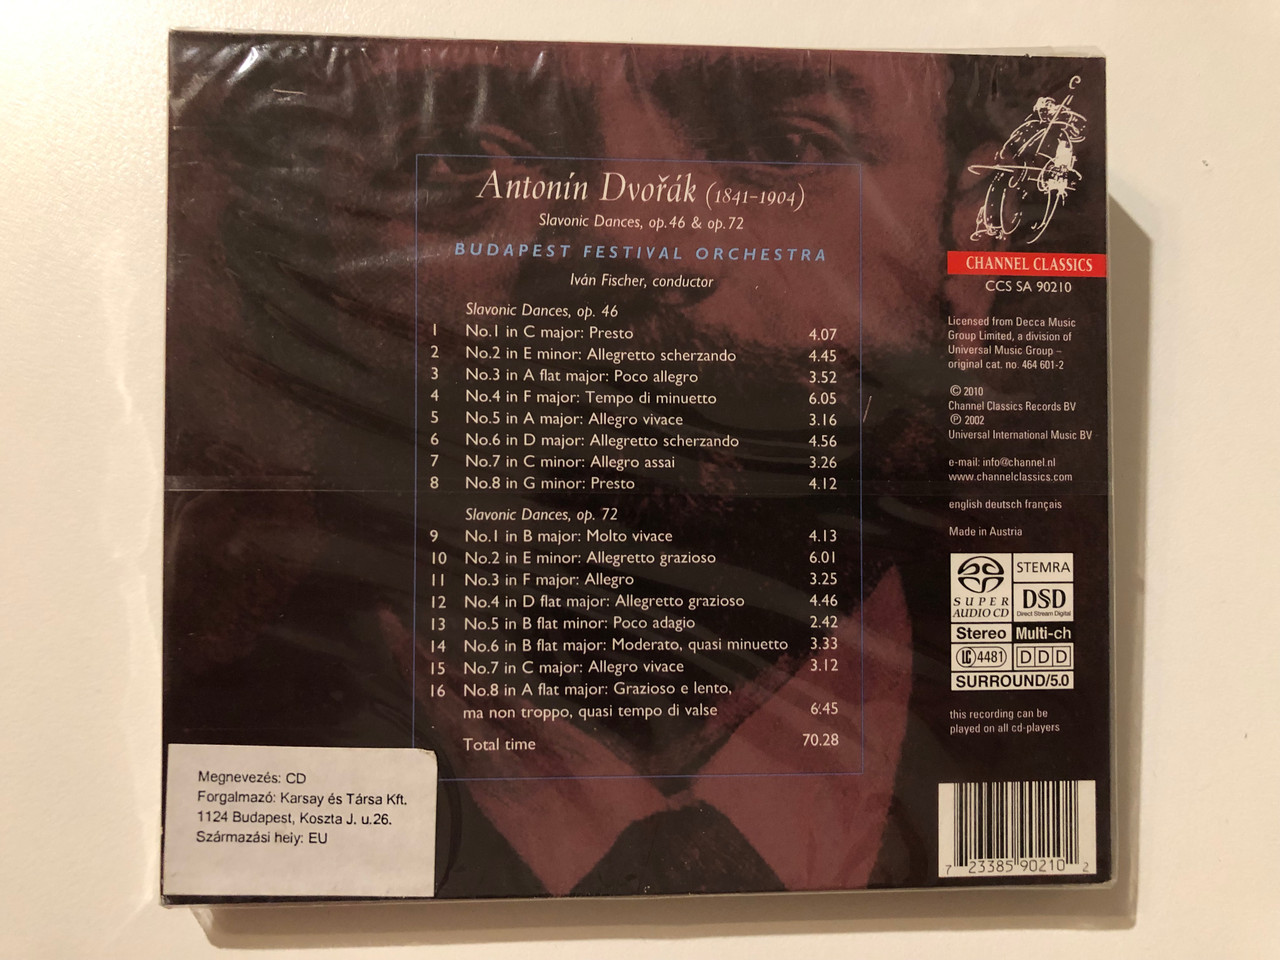 Antonín Dvořák (1841-1904)
Slavonic Dances, op.46 & op.72
BUDAPEST FESTIVAL ORCHESTRA
Iván Fischer, conductor
Slavonic Dances, op. 46
1 No.1 in C major: Presto 4.07
2 No.2 in E minor: Allegretto scherzando 4.45
3 No.3 in A flat major: Poco allegro 3.52
4 No.4 in F major: Tempo di minuetto 6.05
5 No.5 in A major: Allegro vivace 3.16
6 No.6 in D major: Allegretto scherzando 4.56
7 No.7 in C minor: Allegro assai 3.26
8 No.8 in G minor: Presto 4.12
Slavonic Dances, op. 72
9 No.1 in B major: Molto vivace 4.13
10 No.2 in E minor: Allegretto grazioso 6.01
11 No.3 in F major: Allegro 3.25
12 No.4 in D flat major: Allegretto grazioso 4.46
13 No.5 in B flat minor: Poco adagio 2.42
14 No.6 in B flat major: Moderato, quasi minuetto 3.33
15 No.7 in C major: Allegro vivace 3.12
16 No.8 in A flat major: Grazioso e lento,
ma non troppo, quasi tempo di valse 6.45
Total time 70.28
CHANNEL CLASSICS
CCS SA 90210
Licensed from Decca Music
Group Limited, a division of
Universal Music Group –
original cat. no. 464 601-2
© 2010
Channel Classics Records BV
℗ 2002
Universal International Music BV
e-mail: info@channel.nl
www.channelclassics.com
english deutsch français
Made in Austria
SUPER AUDIO CD
STEMRA
DSD
Direct Stream Digital
Stereo Multi-ch
LC 4481 DDD
SURROUND/5.0
this recording can be
played on all cd-players
7 23385 90210 2
Megnevezés: CD
Forgalmazó: Karsay és Társa Kft.
1124 Budapest, Koszta J. u.26.
Származási hely: EU